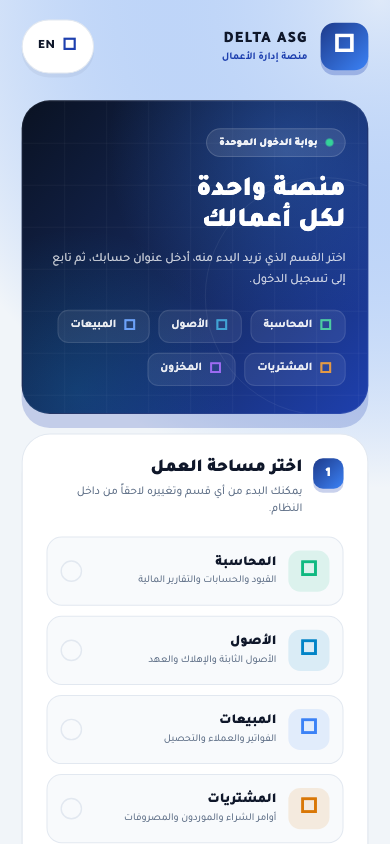 DELTA ASG
منصة إدارة الأعمال
EN
بوابة الدخول الموحدة
منصة واحدة
لكل أعمالك
اختر القسم الذي تريد البدء منه، أدخل عنوان حسابك، ثم تابع
إلى تسجيل الدخول.
المحاسبة
الأصول
المبيعات
المشتريات
المخزون
1
اختر مساحة العمل
يمكنك البدء من أي قسم وتغييره لاحقاً من داخل
النظام.
المحاسبة
القيود والحسابات والتقارير المالية
الأصول
الأصول الثابتة والإهلاك والعهد
المبيعات
الفواتير والعملاء والتحصيل
المشتريات
أوامر الشراء والموردون والمصروفات